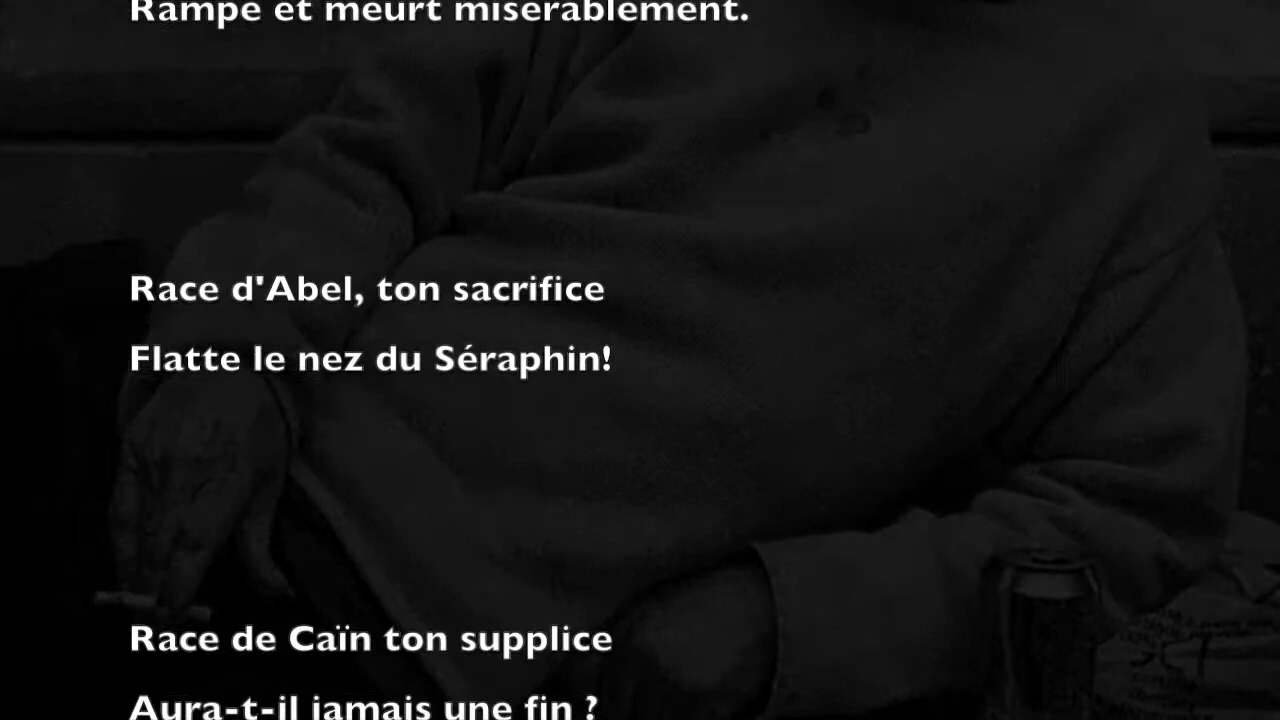 Rampe et meurt misérablement.
Race d'Abel, ton sacrifice
Flatte le nez du Séraphin!
Race de Caïn ton supplice
Aura-t-il jamais une fin ?